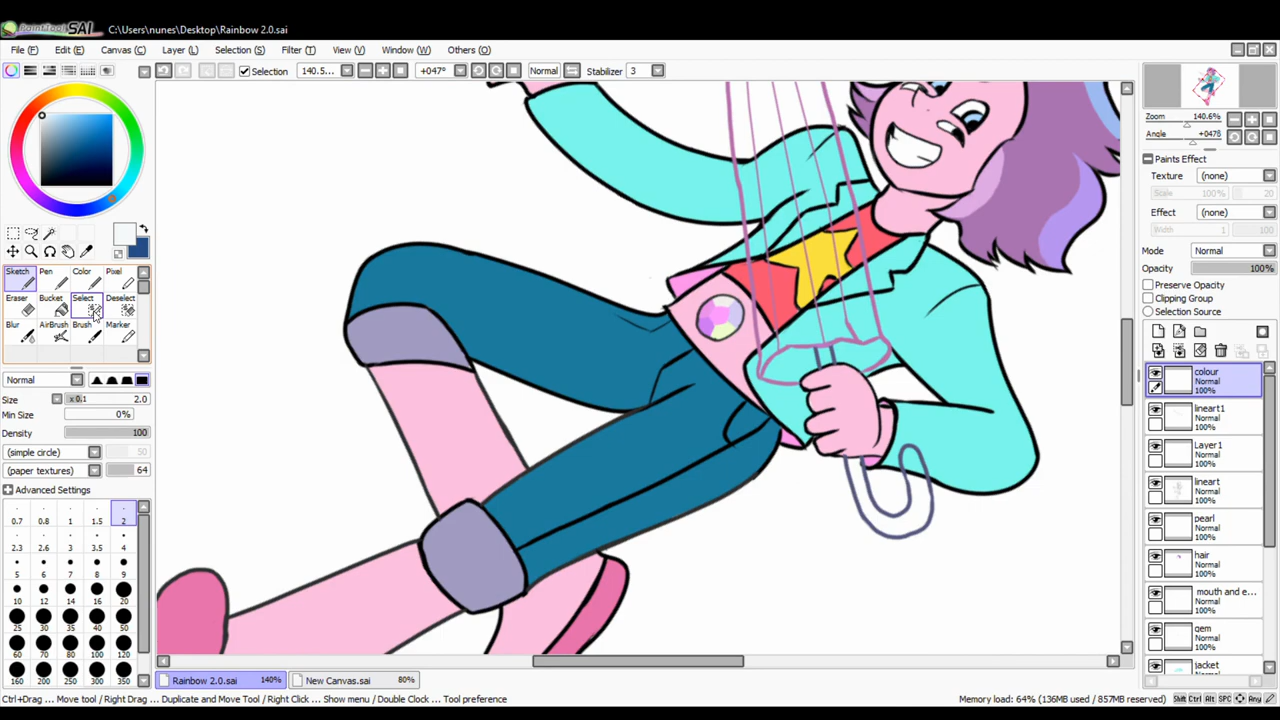 PaintTool SAI C:\Users\nunes\Desktop\Rainbow 2.0.sai
File (F) Edit (E) Canvas (C) Layer (L) Selection (S) Filter (T) View (V) Window (W) Others (O)
Selection 140.5... +047° Normal Stabilizer 3
Zoom 140.6%
Angle +047B
Paints Effect
Texture (none)
Scale 100% 20
Effect (none)
Width 1 100
Mode Normal
Opacity 100%
Preserve Opacity
Clipping Group
Selection Source
colour
Normal
100%
lineart1
Normal
100%
Layer1
Normal
100%
lineart
Normal
100%
pearl
Normal
100%
hair
Normal
100%
mouth and e...
Normal
100%
gem
Normal
100%
jacket
Normal
Sketch Pen Color Pixel
Eraser Bucket Select Deselect
Blur AirBrush Brush Marker
Normal
Size x 0.1 2.0
Min Size 0%
Density 100
(simple circle) 50
(paper textures) 64
Advanced Settings
0.7 0.8 1 1.5 2
2.3 2.6 3 3.5 4
5 6 7 8 9
10 12 14 16 20
25 30 35 40 50
60 70 80 100 120
160 200 250 300 350
Rainbow 2.0.sai 140% New Canvas.sai 80%
Ctrl+Drag ... Move tool / Right Drag ... Duplicate and Move Tool / Right Click ... Show menu / Double Click ... Tool preference
Memory load: 64% (136MB used / 857MB reserved) Shft Ctrl Alt SPC Any